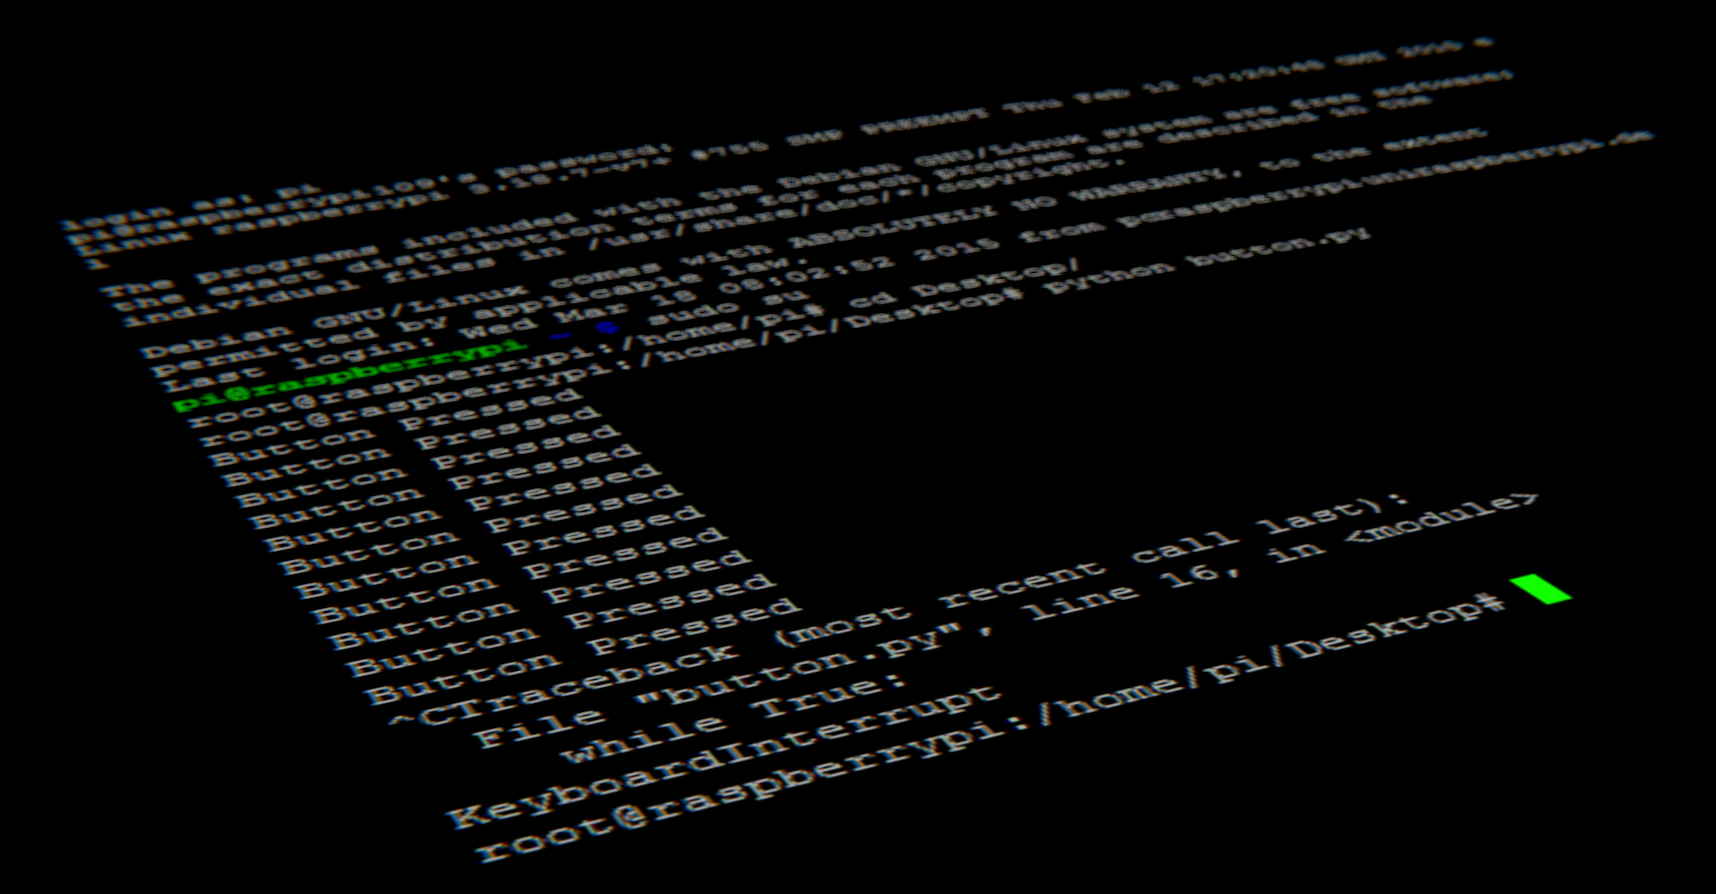 login as: pi
password:
Linux raspberrypi 3.18.7-v7+ #755 SMP PREEMPT Thu Feb 12 17:20:48 GMT 2015 a
l
The programs included with the Debian GNU/Linux system are free software;
the exact distribution terms for each program are described in the
individual files in /usr/share/doc/*/copyright.
Debian GNU/Linux comes with ABSOLUTELY NO WARRANTY, to the extent
permitted by applicable law.
Last login: Wed Mar 18 08:02:52 2015 from
pi@raspberrypi ~ $ sudo su
root@raspberrypi:/home/pi# cd Desktop/
root@raspberrypi:/home/pi/Desktop# python button.py
Button Pressed
Button Pressed
Button Pressed
Button Pressed
Button Pressed
Button Pressed
Button Pressed
Button Pressed
Button Pressed
Button Pressed
Button Pressed
^CTraceback (most recent call last):
File "button.py", line 16, in <module>
while True:
KeyboardInterrupt
root@raspberrypi:/home/pi/Desktop#